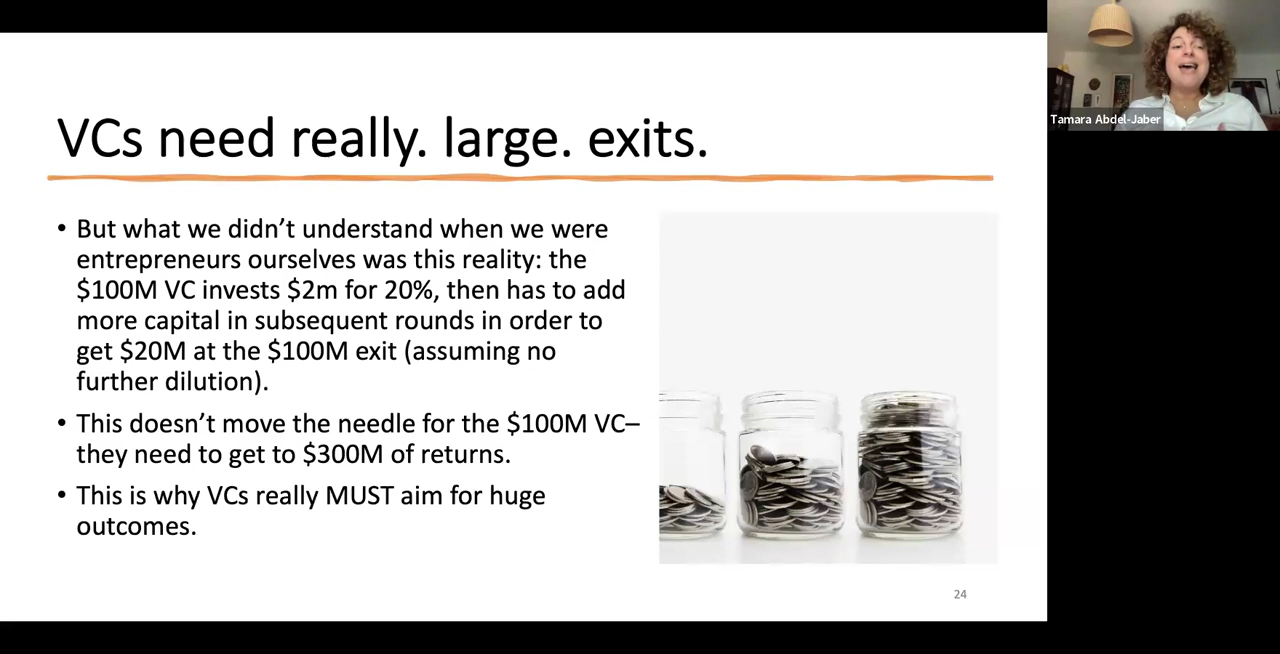 VCs need really. large. exits.
• But what we didn’t understand when we were
entrepreneurs ourselves was this reality: the
$100M VC invests $2m for 20%, then has to add
more capital in subsequent rounds in order to
get $20M at the $100M exit (assuming no
further dilution).
• This doesn’t move the needle for the $100M VC–
they need to get to $300M of returns.
• This is why VCs really MUST aim for huge
outcomes.
24
Tamara Abdel-Jaber